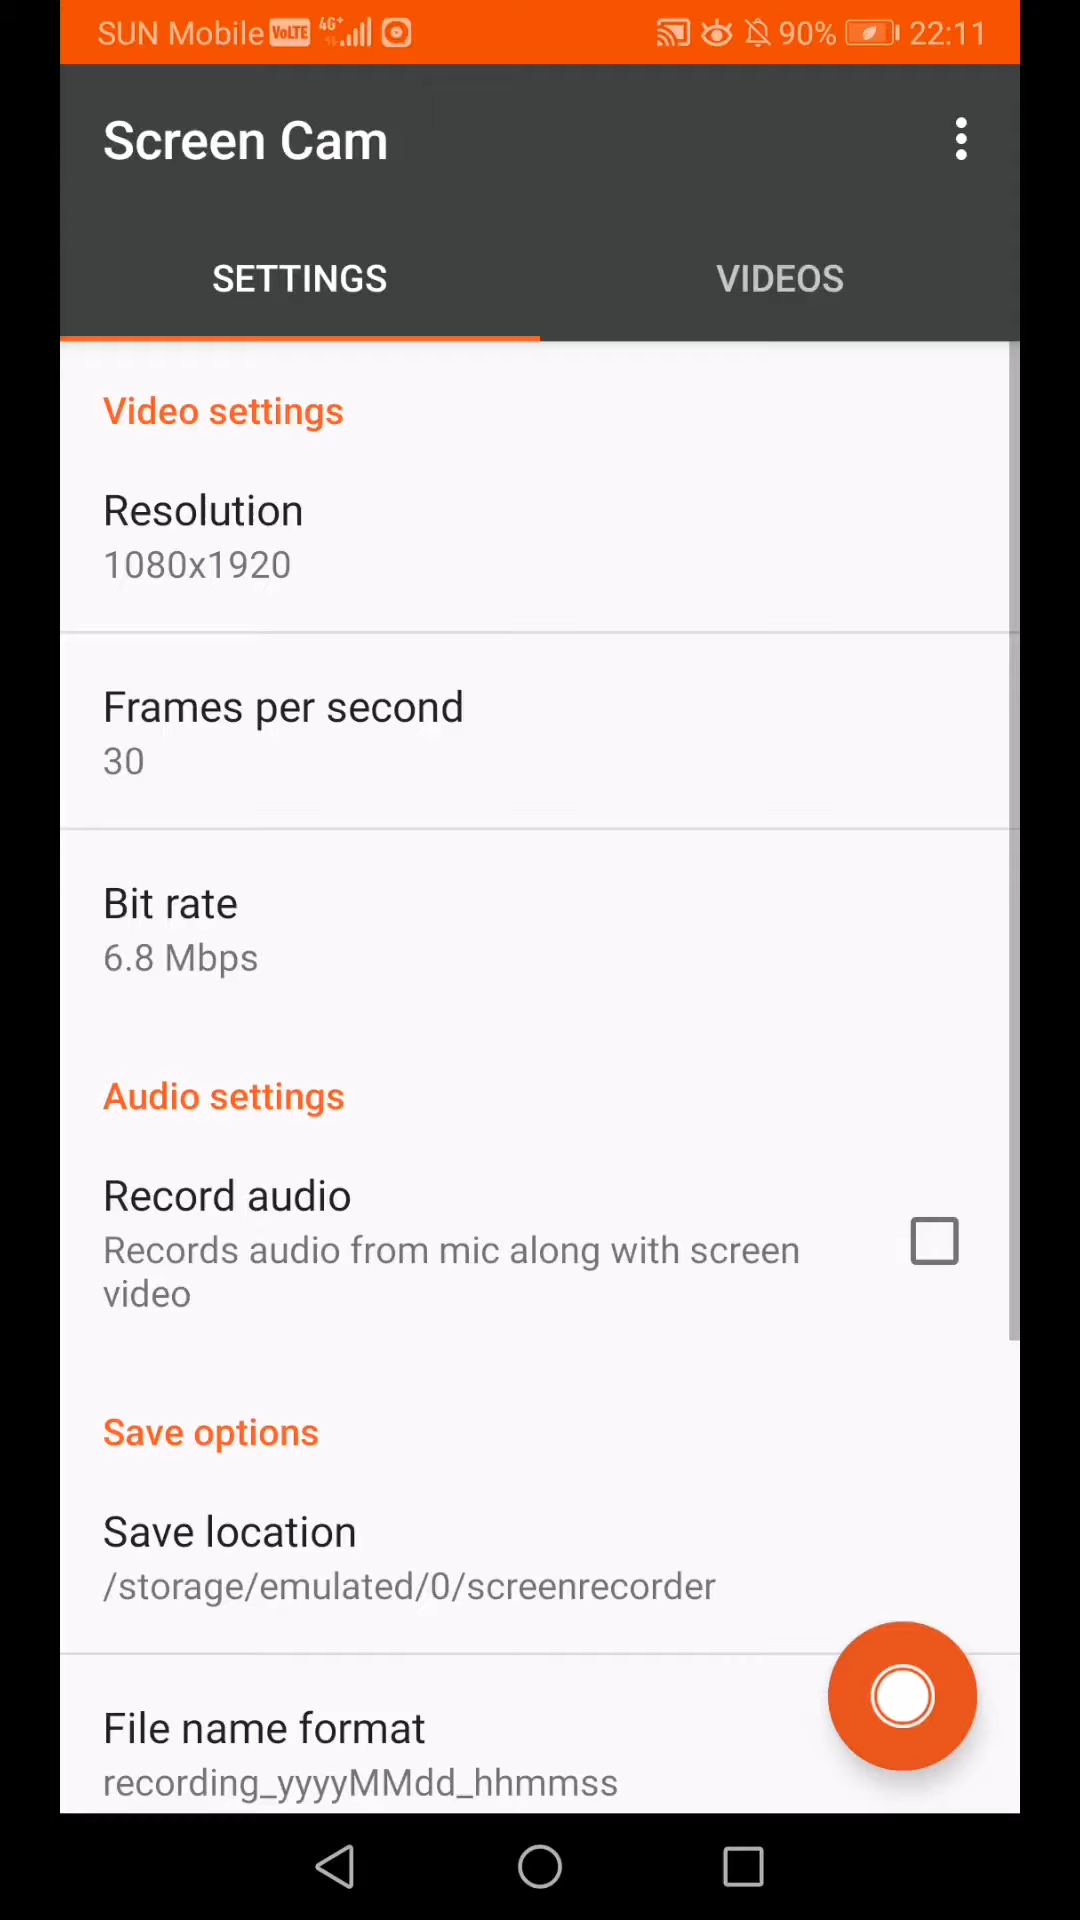 SUN Mobile VoLTE 4G+ 90% 22:11
Screen Cam
SETTINGS VIDEOS
Video settings
Resolution
1080x1920
Frames per second
30
Bit rate
6.8 Mbps
Audio settings
Record audio
Records audio from mic along with screen
video
Save options
Save location
/storage/emulated/0/screenrecorder
File name format
recording_yyyyMMdd_hhmmss